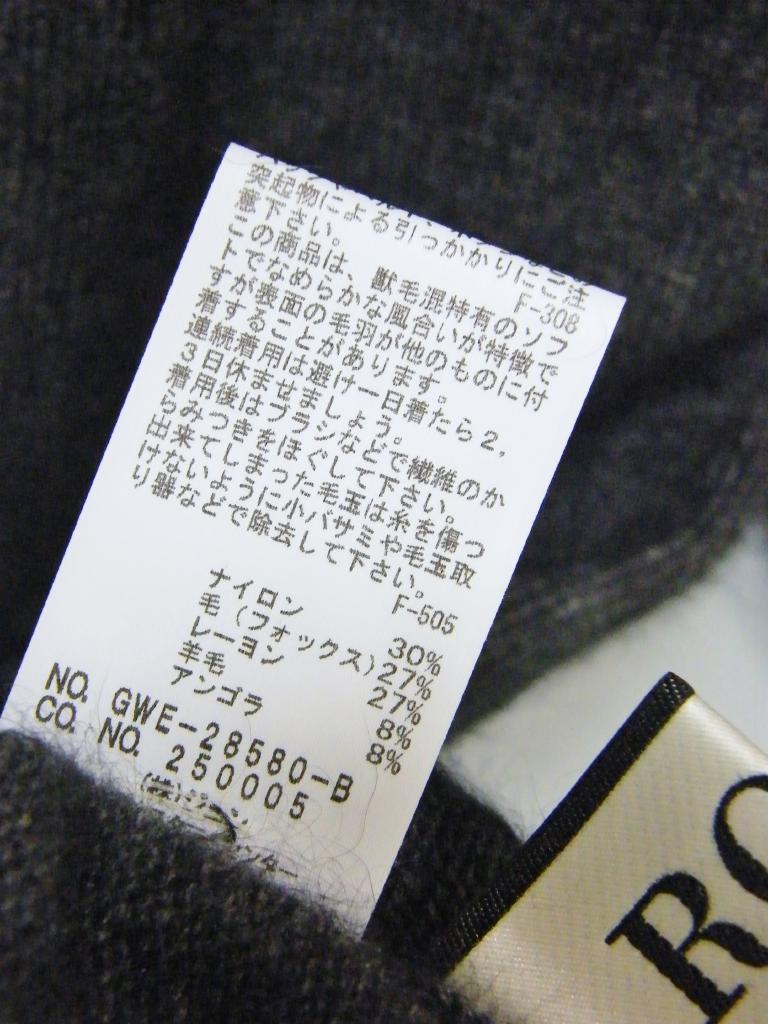 突起物による引っかかりにご注
意下さい。
F-308
この商品は、獣毛混特有のソフ
トでなめらかな風合いが特徴で
すが表面の毛羽が他のものに付
着することがあります。
連続着用は避け一日着たら2,
3日休ませましょう。
着用後はブラシなどで繊維のか
らみつきをほぐして下さい。
出来てしまった毛玉は糸を傷つ
けないように小バサミや毛玉取
り器などで除去して下さい。
F-505
ナイロン 30%
毛(フォックス) 27%
レーヨン 27%
羊毛 8%
アンゴラ 8%
NO. GWE-28580-B
CO. NO. 250005
(株)
RO